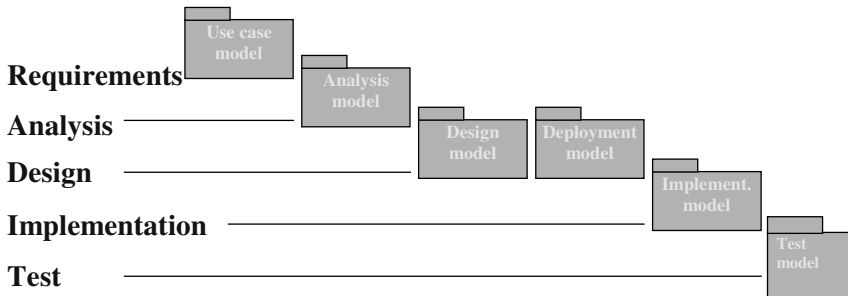 Use case
model
Requirements
Analysis
model
Analysis
Design
model
Deployment
model
Design
Implement.
model
Implementation
Test
model
Test